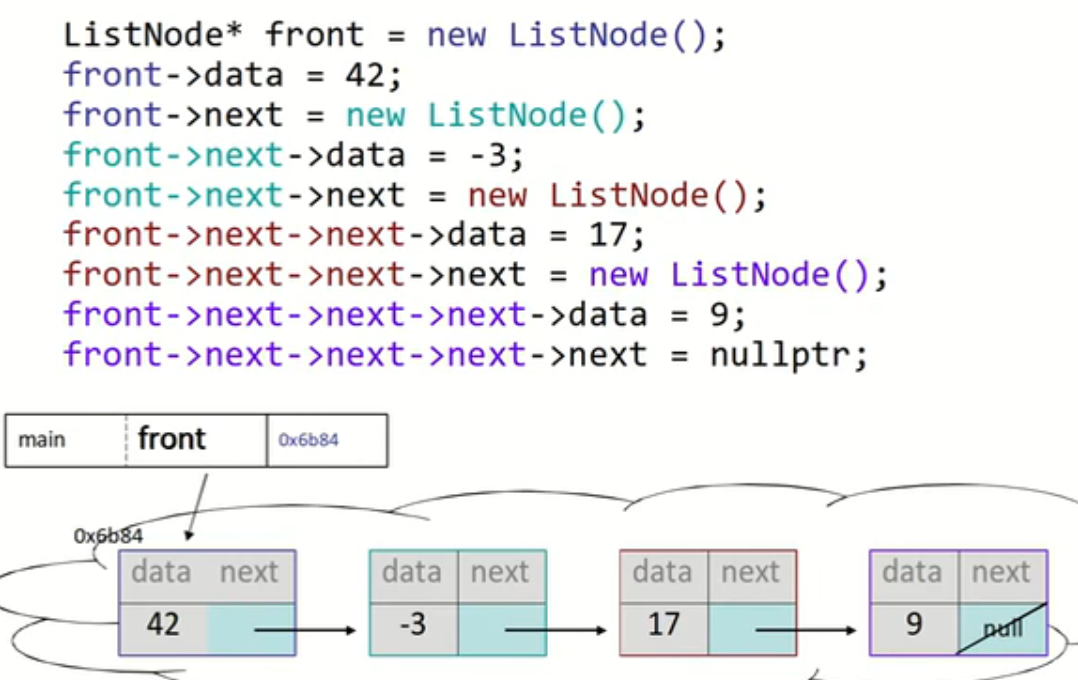 ListNode* front = new ListNode();
front->data = 42;
front->next = new ListNode();
front->next->data = -3;
front->next->next = new ListNode();
front->next->next->data = 17;
front->next->next->next = new ListNode();
front->next->next->next->data = 9;
front->next->next->next->next = nullptr;
main front 0x6b84
0x6b84
data next data next data next data next
42 -3 17 9 null